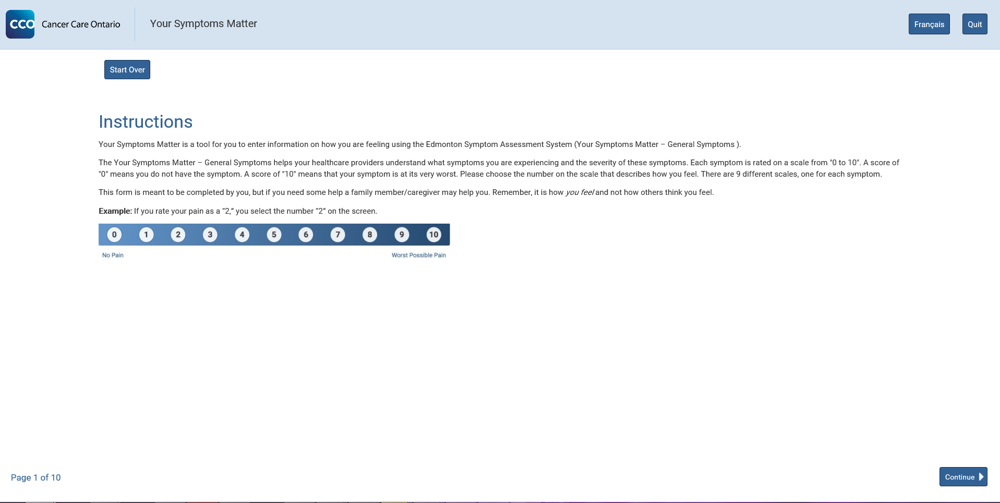 CCO Cancer Care Ontario
Your Symptoms Matter
Français
Quit
Start Over
Instructions
Your Symptoms Matter is a tool for you to enter information on how you are feeling using the Edmonton Symptom Assessment System (Your Symptoms Matter – General Symptoms ).
The Your Symptoms Matter – General Symptoms helps your healthcare providers understand what symptoms you are experiencing and the severity of these symptoms. Each symptom is rated on a scale from "0 to 10". A score of
"0" means you do not have the symptom. A score of "10" means that your symptom is at its very worst. Please choose the number on the scale that describes how you feel. There are 9 different scales, one for each symptom.
This form is meant to be completed by you, but if you need some help a family member/caregiver may help you. Remember, it is how you feel and not how others think you feel.
Example: If you rate your pain as a “2,” you select the number “2” on the screen.
0 1 2 3 4 5 6 7 8 9 10
No Pain
Worst Possible Pain
Page 1 of 10
Continue